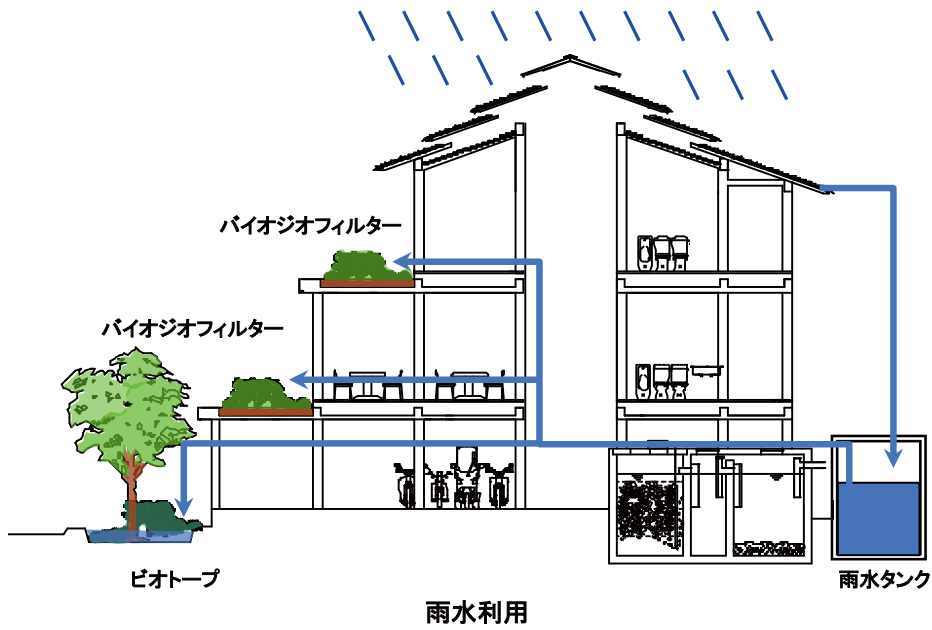 バイオジオフィルター
バイオジオフィルター
ビオトープ
雨水タンク
雨水利用